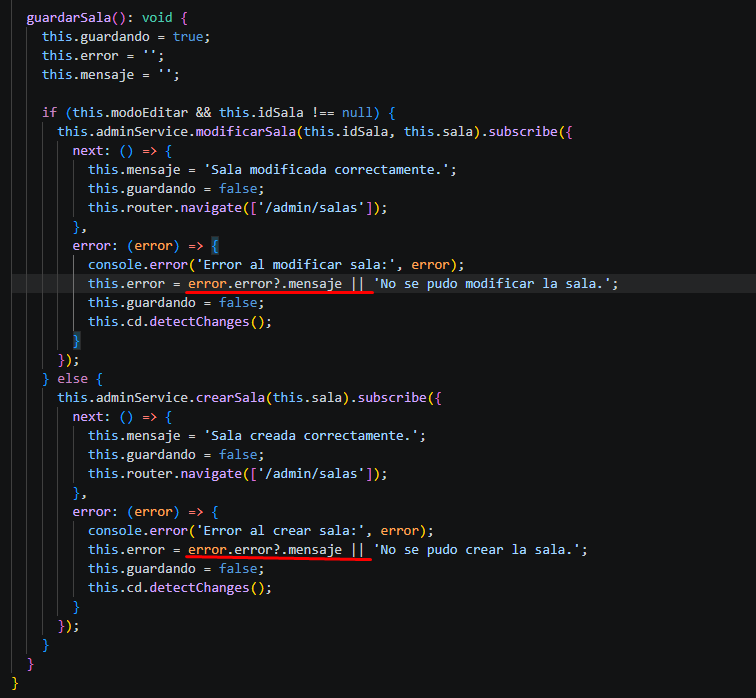 guardarSala(): void {
this.guardando = true;
this.error = '';
this.mensaje = '';
if (this.modoEditar && this.idSala !== null) {
this.adminService.modificarSala(this.idSala, this.sala).subscribe({
next: () => {
this.mensaje = 'Sala modificada correctamente.';
this.guardando = false;
this.router.navigate(['/admin/salas']);
},
error: (error) => {
console.error('Error al modificar sala:', error);
this.error = error.error?.mensaje || 'No se pudo modificar la sala.';
this.guardando = false;
this.cd.detectChanges();
}
});
} else {
this.adminService.crearSala(this.sala).subscribe({
next: () => {
this.mensaje = 'Sala creada correctamente.';
this.guardando = false;
this.router.navigate(['/admin/salas']);
},
error: (error) => {
console.error('Error al crear sala:', error);
this.error = error.error?.mensaje || 'No se pudo crear la sala.';
this.guardando = false;
this.cd.detectChanges();
}
});
}
}
}